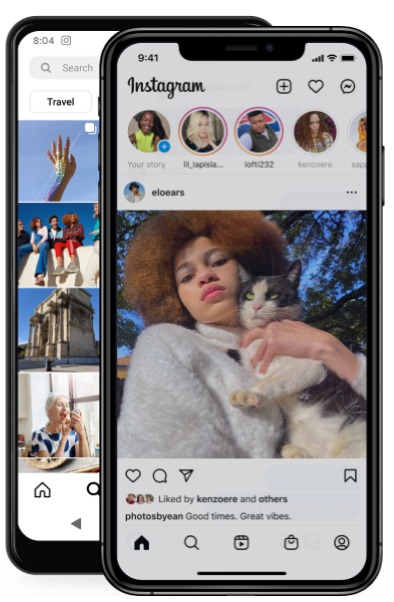 8:04
Search
Travel
9:41
Instagram
Your story
lil_lapisla...
lofti232
kenzoere
sap
eloears
Liked by kenzoere and others
photosbyean Good times. Great vibes.